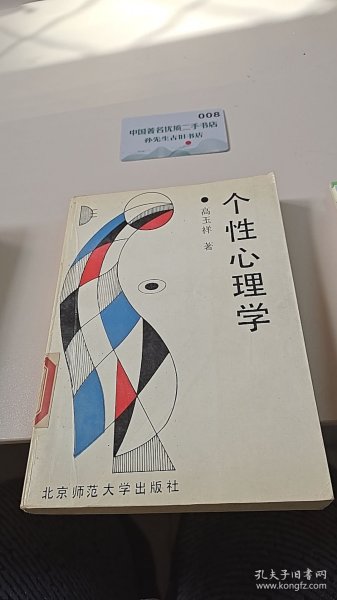 008
中国著名优质二手书店
孙先生古旧书店
个性心理学
高玉祥 著
北京师范大学出版社
孔夫子旧书网
www.kongfz.com